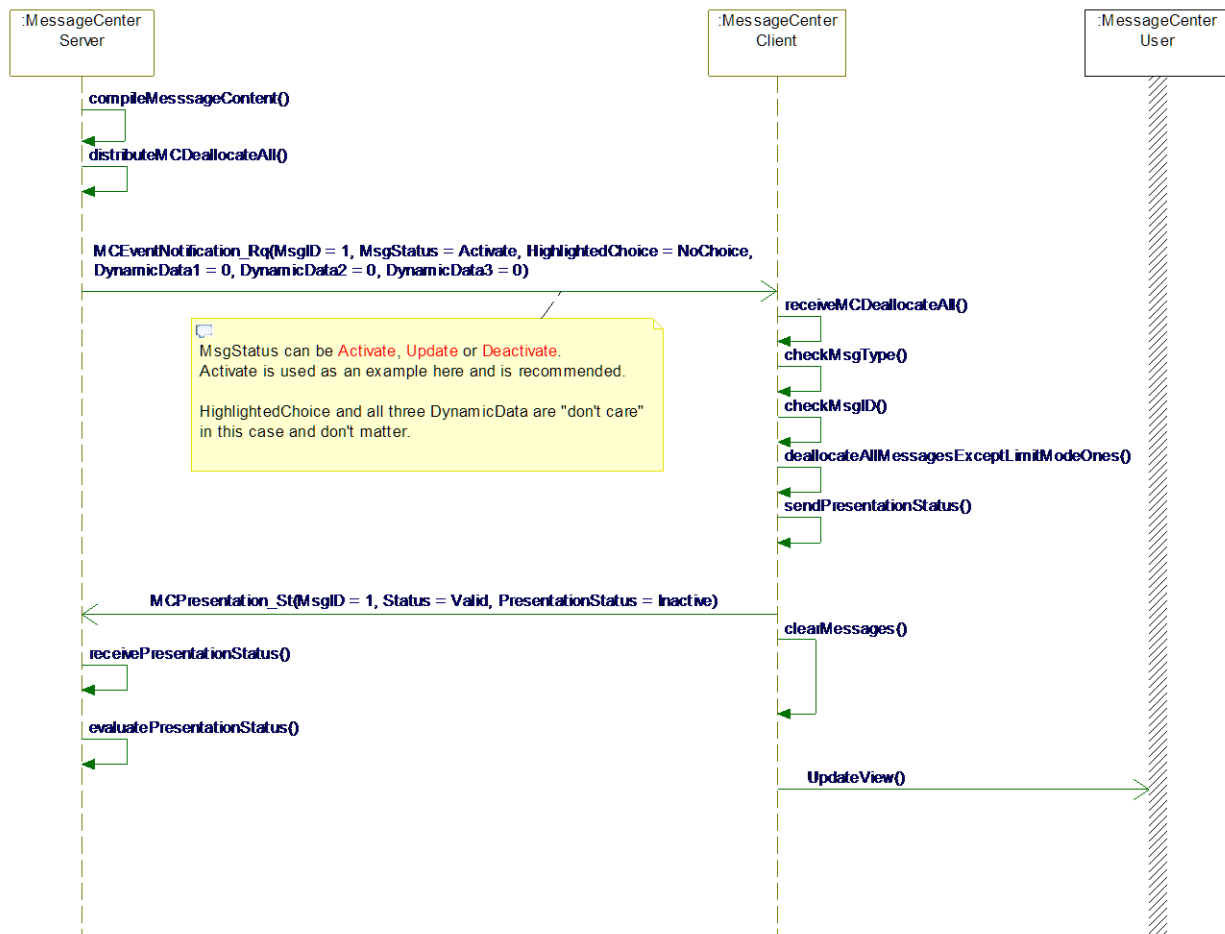 :MessageCenter
Server
:MessageCenter
Client
:MessageCenter
User
compileMesssageContent()
distributeMCDeallocateAll()
MCEventNotification_Rq(MsgID = 1, MsgStatus = Activate, HighlightedChoice = NoChoice,
DynamicData1 = 0, DynamicData2 = 0, DynamicData3 = 0)
receiveMCDeallocateAll()
MsgStatus can be Activate, Update or Deactivate.
Activate is used as an example here and is recommended.
HighlightedChoice and all three DynamicData are "don't care"
in this case and don't matter.
checkMsgType()
checkMsgID()
deallocateAllMessagesExceptLimitModeOnes()
sendPresentationStatus()
MCPresentation_St(MsgID = 1, Status = Valid, PresentationStatus = Inactive)
clearMessages()
receivePresentationStatus()
evaluatePresentationStatus()
UpdateView()